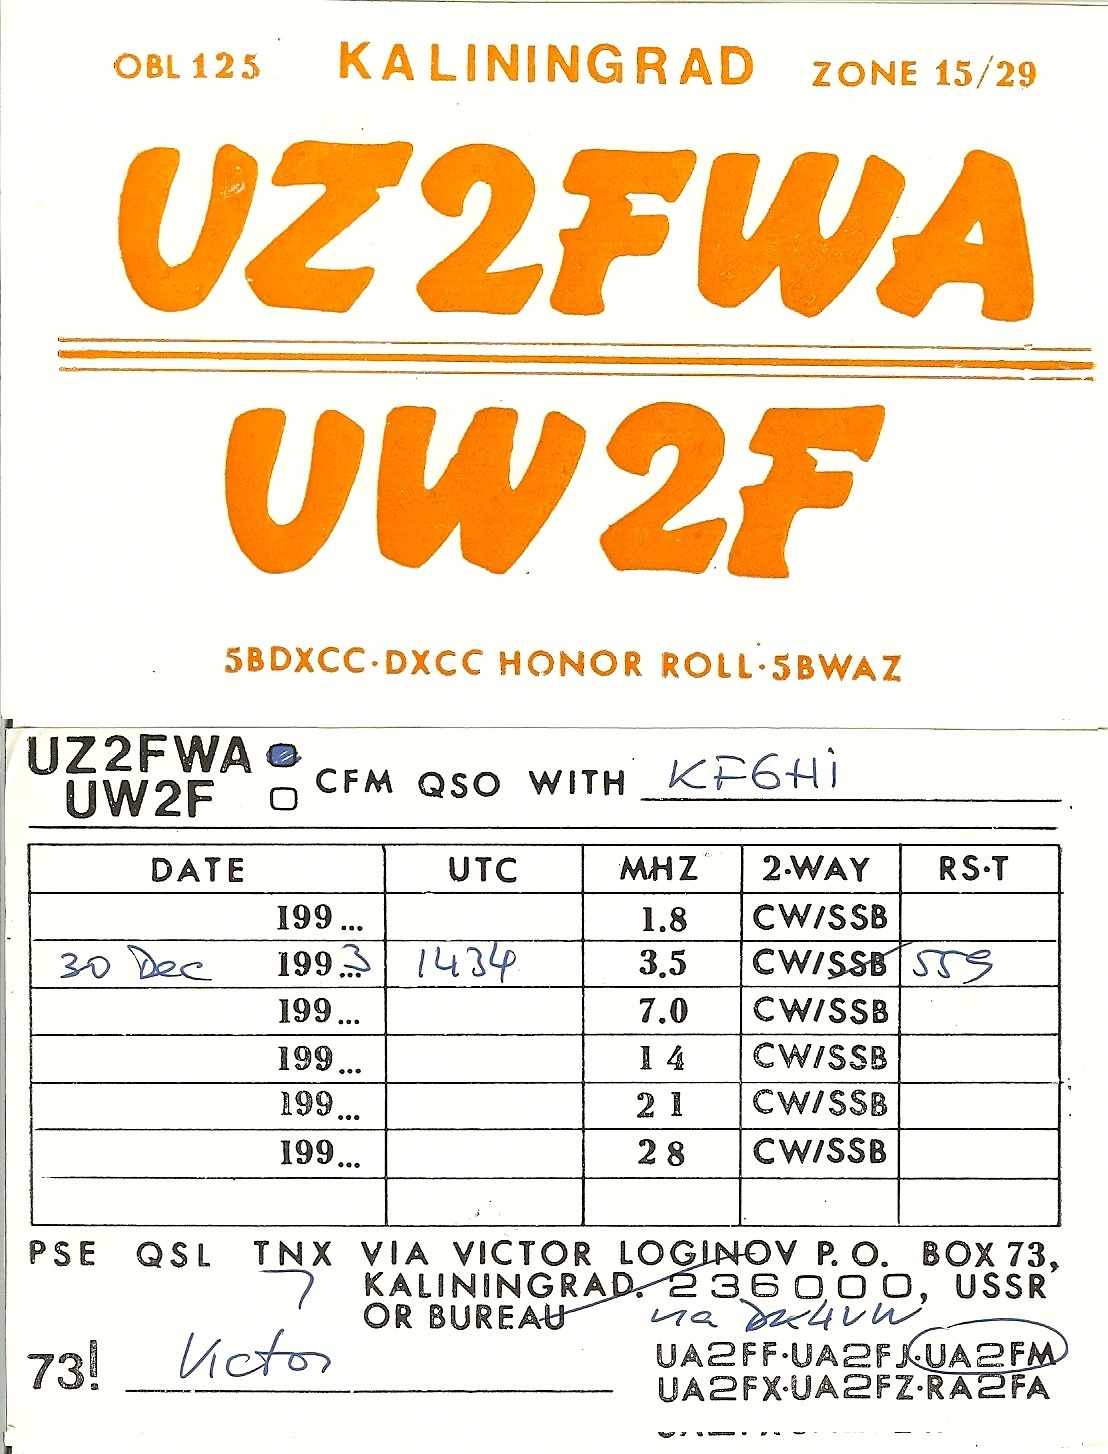 OBL 125 KALININGRAD ZONE 15/29
UZ2FWA
UW2F
5BDXCC·DXCC HONOR ROLL·5BWAZ
UZ2FWA
UW2F
CFM QSO WITH KF6Hi
DATE UTC MHZ 2·WAY RS·T
199... 1.8 CW/SSB
30 Dec 199..3 1434 3.5 CW/SSB 559
199... 7.0 CW/SSB
199... 14 CW/SSB
199... 21 CW/SSB
199... 28 CW/SSB
PSE QSL TNX VIA VICTOR LOGINOV P.O. BOX 73,
KALININGRAD. 236000, USSR
OR BUREAU via DK4VW
73! Victor
UA2FF·UA2FJ·UA2FM
UA2FX·UA2FZ·RA2FA